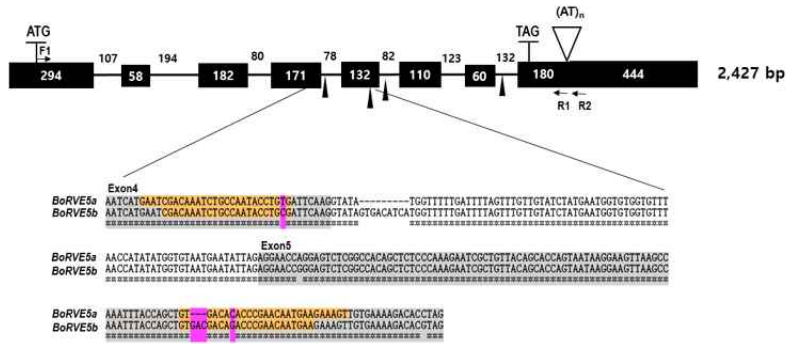 ATG
F1
107
194
80
78
82
123
132
TAG
(AT)n
294
58
182
171
132
110
60
180
444
2,427 bp
R1
R2
Exon4
BoRVE5a AATCATGAATCGACAAATCTGCCAATACCTGTGATTCAAGGTATA---------TGGTTTTTGATTTTAGTTTGTTGTATCTATGAATGGTGTGGTGTTT
BoRVE5b AATCATGAATCGACAAATCTGCCAATACCTGCGATTCAAGGTATAGTGACATCATGGTTTTTGATTTTAGTTTGTTGTATCTATGAATGGTGTGGTGTTT
Exon5
BoRVE5a AACCATATATGGTGTAATGAATATTAGAGGAACCAGGAGTCTCGGCCACAGCTCTCCCAAAGAATCGCTGTTACAGCACCAGTAATAAGGAAGTTAAGCC
BoRVE5b AACCATATATGGTGTAATGAATATTAGAGGAACCGGGAGTCTCGGCCACAGCTCTCCCAAAGAATCGCTGTTACAGCACCAGTAATAAGGAAGTTAAGCC
BoRVE5a AAATTTACCAGCTGT---GACACACCCGAACAATGAAGAAAGTTGTGAAAAGACACCTAG
BoRVE5b AAATTTACCAGCTGTGACGACAGACCCGAACAATGAAGAAAGTTGTGAAAAGACACCTAG